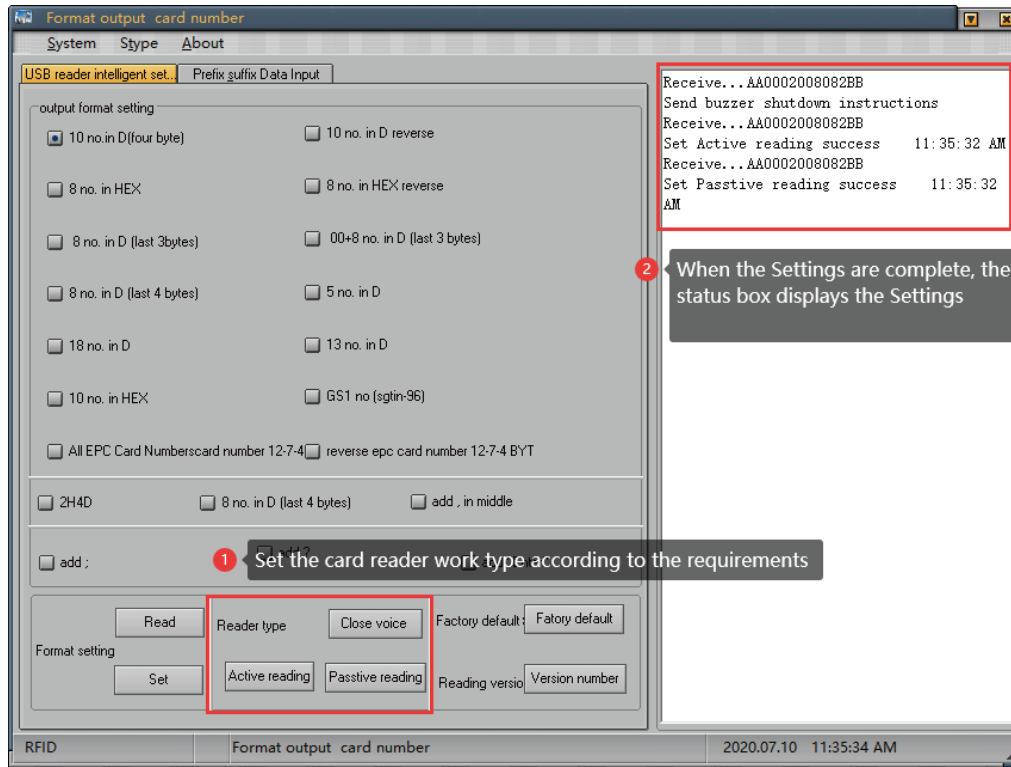 Format output card number
System Stype About
USB reader intelligent set.. Prefix suffix Data Input
output format setting
10 no.in D(four byte) 10 no. in D reverse
8 no. in HEX 8 no. in HEX reverse
8 no. in D (last 3bytes) 00+8 no. in D (last 3 bytes)
8 no. in D (last 4 bytes) 5 no. in D
18 no. in D 13 no. in D
10 no. in HEX GS1 no (sgtin-96)
All EPC Card Numberscard number 12-7-4 reverse epc card number 12-7-4 BYT
2H4D 8 no. in D (last 4 bytes) add , in middle
add ;
1 Set the card reader work type according to the requirements
Format setting
Read
Set
Reader type Close voice
Active reading Passtive reading
Factory default: Fatory default
Reading versio Version number
Receive...AA0002008082BB
Send buzzer shutdown instructions
Receive...AA0002008082BB
Set Active reading success 11:35:32 AM
Receive...AA0002008082BB
Set Passtive reading success 11:35:32
AM
2 When the Settings are complete, the
status box displays the Settings
RFID Format output card number 2020.07.10 11:35:34 AM